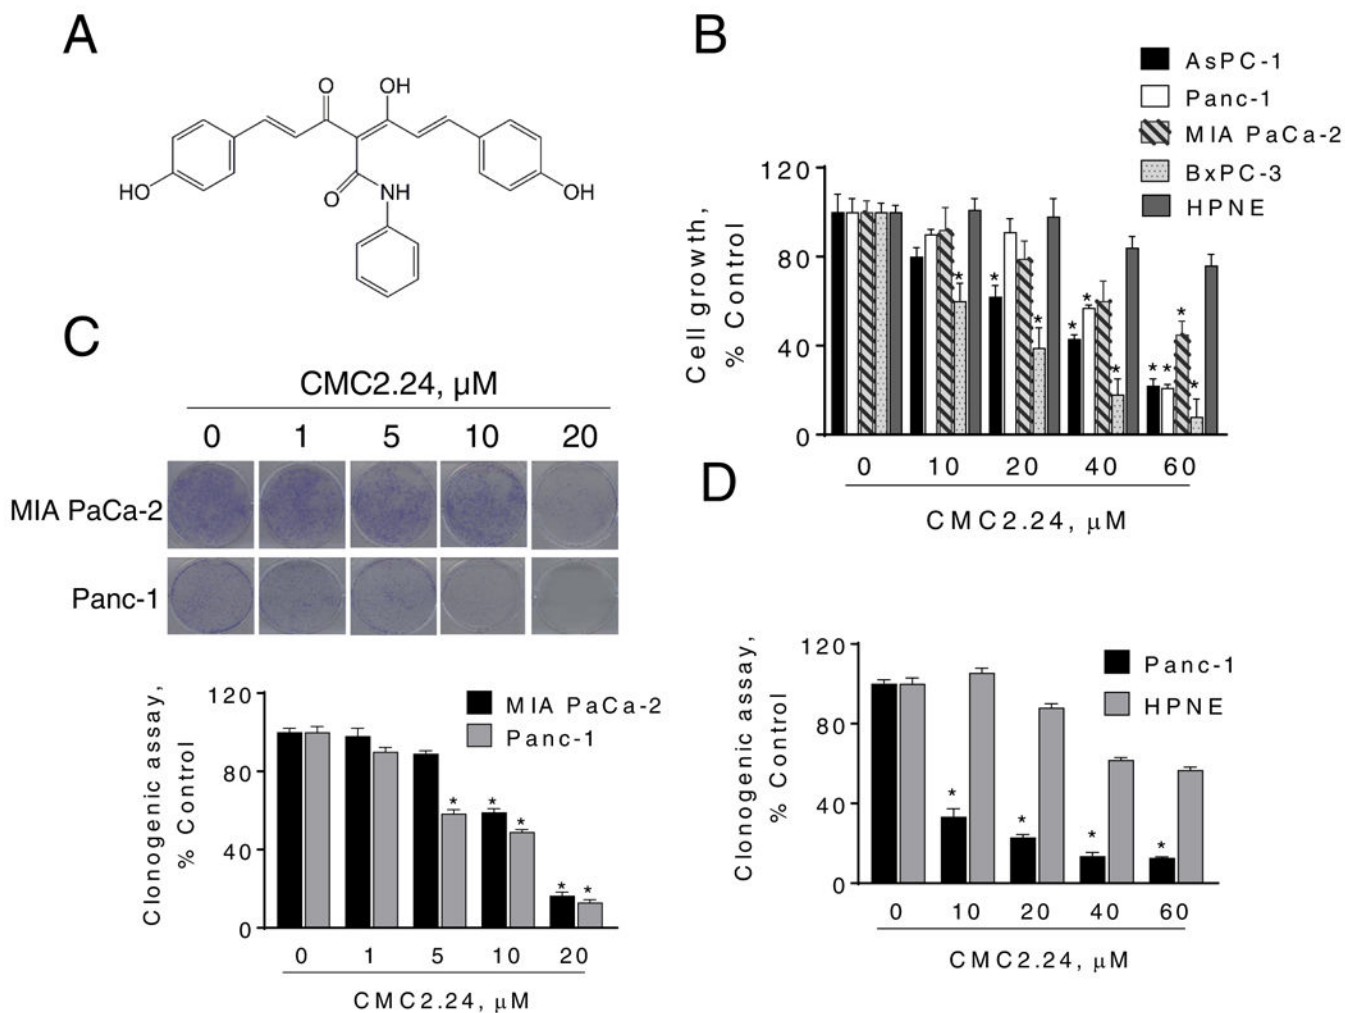 A
O
OH
HO
O
NH
OH
B
AsPC-1
Panc-1
MIA PaCa-2
BxPC-3
HPNE
Cell growth,
% Control
120
80
40
0
* * * * * * * * * *
0 10 20 40 60
CMC2.24, μM
C
CMC2.24, μM
0 1 5 10 20
MIA PaCa-2
Panc-1
Clonogenic assay,
% Control
120
80
40
0
MIA PaCa-2
Panc-1
* * * * *
0 1 5 10 20
CMC2.24, μM
D
Clonogenic assay,
% Control
120
80
40
0
Panc-1
HPNE
* * * *
0 10 20 40 60
CMC2.24, μM